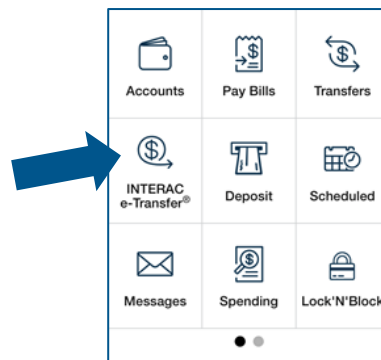 Accounts
Pay Bills
Transfers
INTERAC
e-Transfer®
Deposit
Scheduled
Messages
Spending
Lock'N'Block